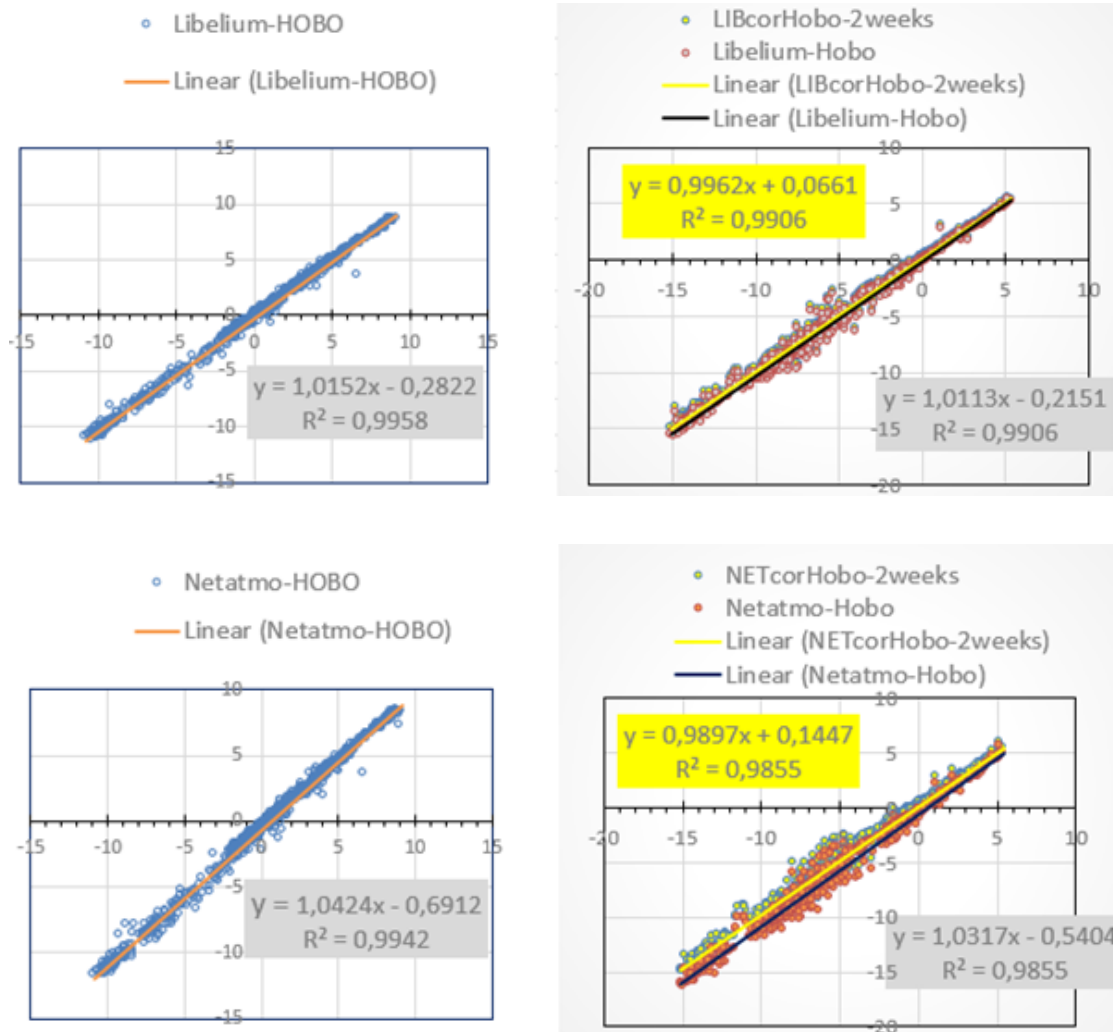 Libelium-HOBO
Linear (Libelium-HOBO)
15
10
5
0
-15
-10
-5
0
5
10
15
-5
-10
-15
y = 1,0152x - 0,2822
R² = 0,9958
LIBcorHobo-2weeks
Libelium-Hobo
Linear (LIBcorHobo-2weeks)
Linear (Libelium-Hobo)
10
y = 0,9962x + 0,0661
R² = 0,9906
5
0
-20
-15
-10
-5
0
5
10
-5
-10
y = 1,0113x - 0,2151
R² = 0,9906
-15
-20
Netatmo-HOBO
Linear (Netatmo-HOBO)
10
5
0
-15
-10
-5
0
5
10
15
-5
y = 1,0424x - 0,6912
R² = 0,9942
-10
-15
NETcorHobo-2weeks
Netatmo-Hobo
Linear (NETcorHobo-2weeks)
Linear (Netatmo-Hobo)
10
y = 0,9897x + 0,1447
R² = 0,9855
5
0
-20
-15
-10
-5
0
5
10
-5
-10
y = 1,0317x - 0,5404
R² = 0,9855
-15
-20